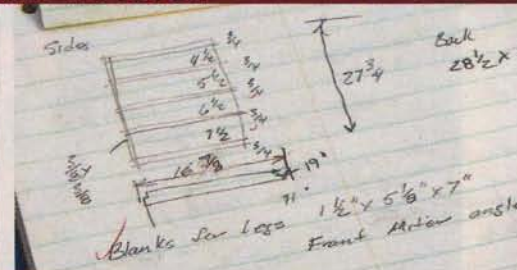 Sides
3/4
4 1/2
3/4
5 1/2
3/4
6 1/2
3/4
7 1/2
3/4
27 3/4
Back
28 1/2 x
16 7/8
19"
Blanks for Legs 1 1/2" x 5 1/8" x 7"
Front angle